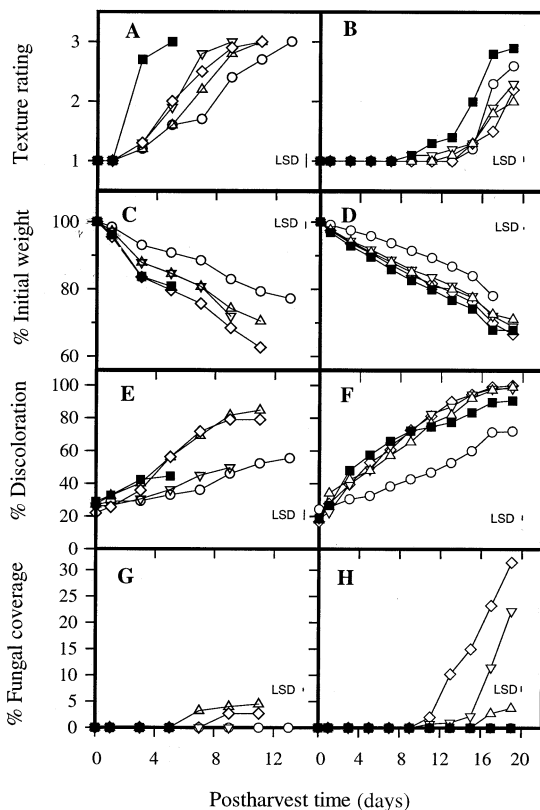 A
B
3
2
1
Texture rating
LSD
LSD
C
D
100
80
60
% Initial weight
LSD
LSD
E
F
100
80
60
40
20
0
% Discoloration
LSD
LSD
G
H
30
25
20
15
10
5
0
% Fungal coverage
LSD
LSD
0 4 8 12 0 4 8 12 16 20
Postharvest time (days)